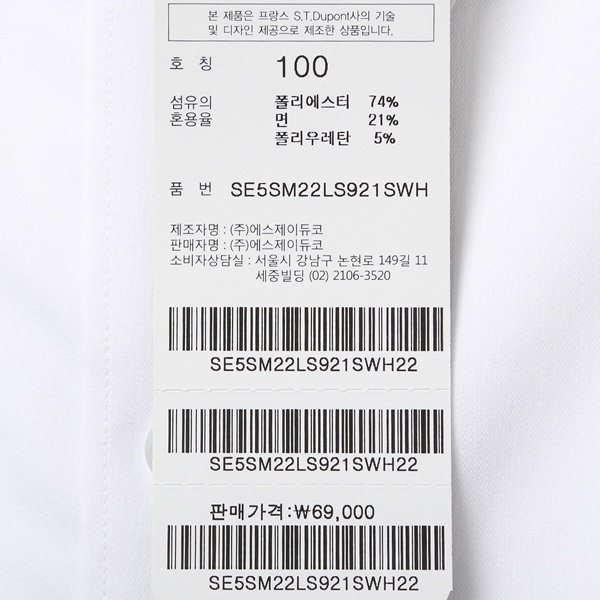 본 제품은 프랑스 S.T.Dupont사의 기술
및 디자인 제공으로 제조한 상품입니다.
호 칭 100
섬유의 폴리에스터 74%
혼용율 면 21%
폴리우레탄 5%
품 번 SE5SM22LS921SWH
제조자명 : (주)에스제이듀코
판매자명 : (주)에스제이듀코
소비자상담실 : 서울시 강남구 논현로 149길 11
세중빌딩 (02) 2106-3520
SE5SM22LS921SWH22
SE5SM22LS921SWH22
판매가격:₩69,000
SE5SM22LS921SWH22